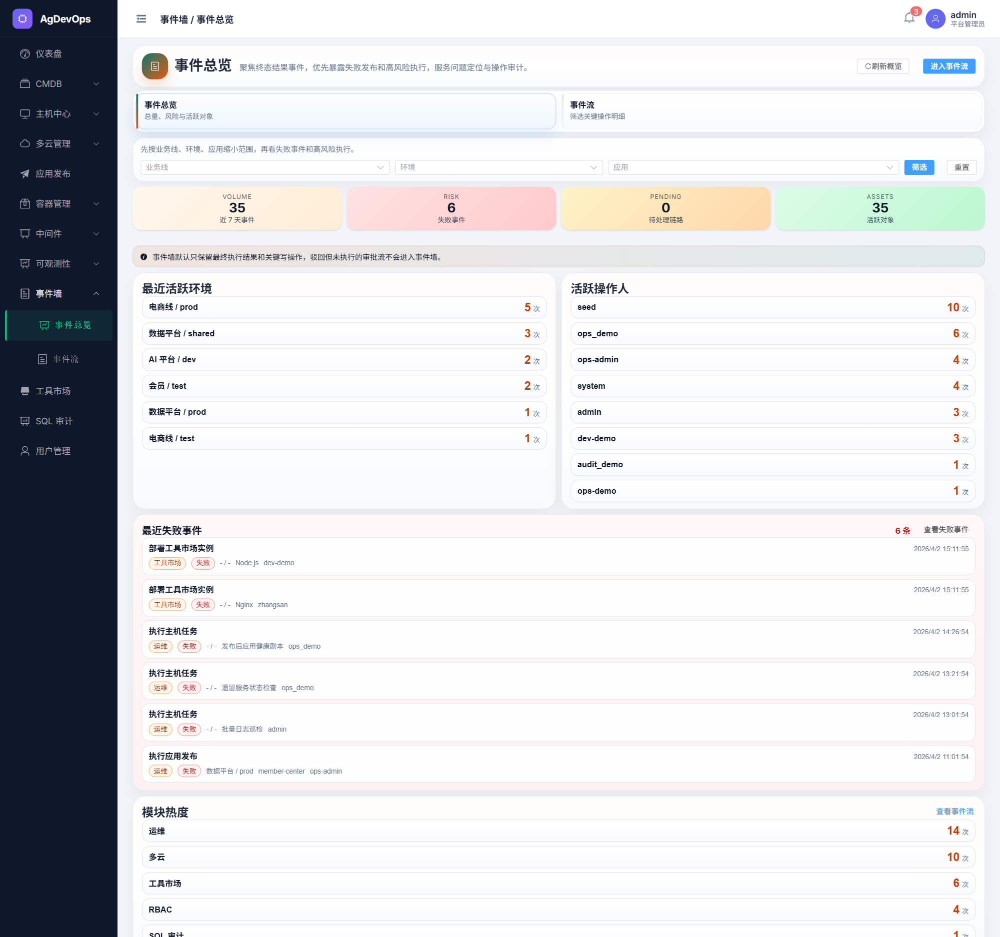 AgDevOps
仪表盘
CMDB
主机中心
多云管理
应用发布
容器管理
中间件
可观测性
事件墙
事件总览
事件流
工具市场
SQL 审计
用户管理
事件墙 / 事件总览
3
admin
平台管理员
事件总览
聚焦终态结果事件，优先暴露失败发布和高风险执行，服务问题定位与操作审计。
刷新概览
进入事件流
事件总览
总量、风险与活跃对象
事件流
筛选关键操作明细
先按业务线、环境、应用缩小范围，再看失败事件和高风险执行。
业务线
环境
应用
筛选
重置
VOLUME
35
近 7 天事件
RISK
6
失败事件
PENDING
0
待处理链路
ASSETS
35
活跃对象
事件墙默认只保留最终执行结果和关键写操作，驳回但未执行的审批流不会进入事件墙。
最近活跃环境
电商线 / prod 5 次
数据平台 / shared 3 次
AI 平台 / dev 2 次
会员 / test 2 次
数据平台 / prod 1 次
电商线 / test 1 次
活跃操作人
seed 10 次
ops_demo 6 次
ops-admin 4 次
system 4 次
admin 3 次
dev-demo 3 次
audit_demo 1 次
ops-demo 1 次
最近失败事件 6 条 查看失败事件
部署工具市场实例 2026/4/2 15:11:55
工具市场 失败 - / - Node.js dev-demo
部署工具市场实例 2026/4/2 15:11:55
工具市场 失败 - / - Nginx zhangsan
执行主机任务 2026/4/2 14:26:54
运维 失败 - / - 发布后应用健康剧本 ops_demo
执行主机任务 2026/4/2 13:21:54
运维 失败 - / - 遗留服务状态检查 ops_demo
执行主机任务 2026/4/2 13:01:54
运维 失败 - / - 批量日志巡检 admin
执行应用发布 2026/4/2 11:01:54
运维 失败 数据平台 / prod member-center ops-admin
模块热度 查看事件流
运维 14 次
多云 10 次
工具市场 6 次
RBAC 4 次
SQL 审计 1 次